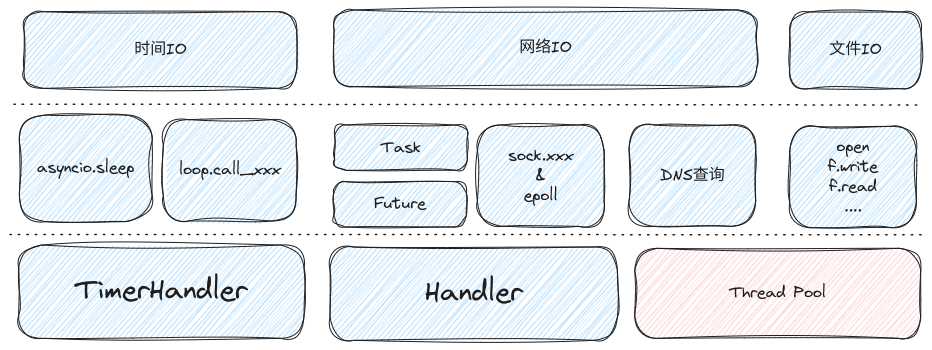 时间IO
网络IO
文件IO
asyncio.sleep
loop.call_xxx
Task
Future
sock.xxx
&
epoll
DNS查询
open
f.write
f.read
....
TimerHandler
Handler
Thread Pool